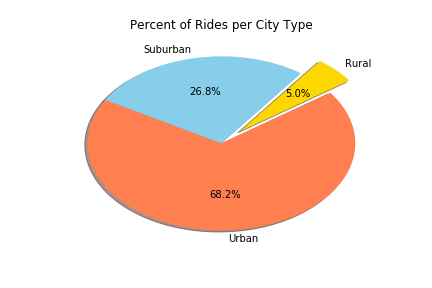 Percent of Rides per City Type
Suburban
Rural
26.8%
5.0%
68.2%
Urban